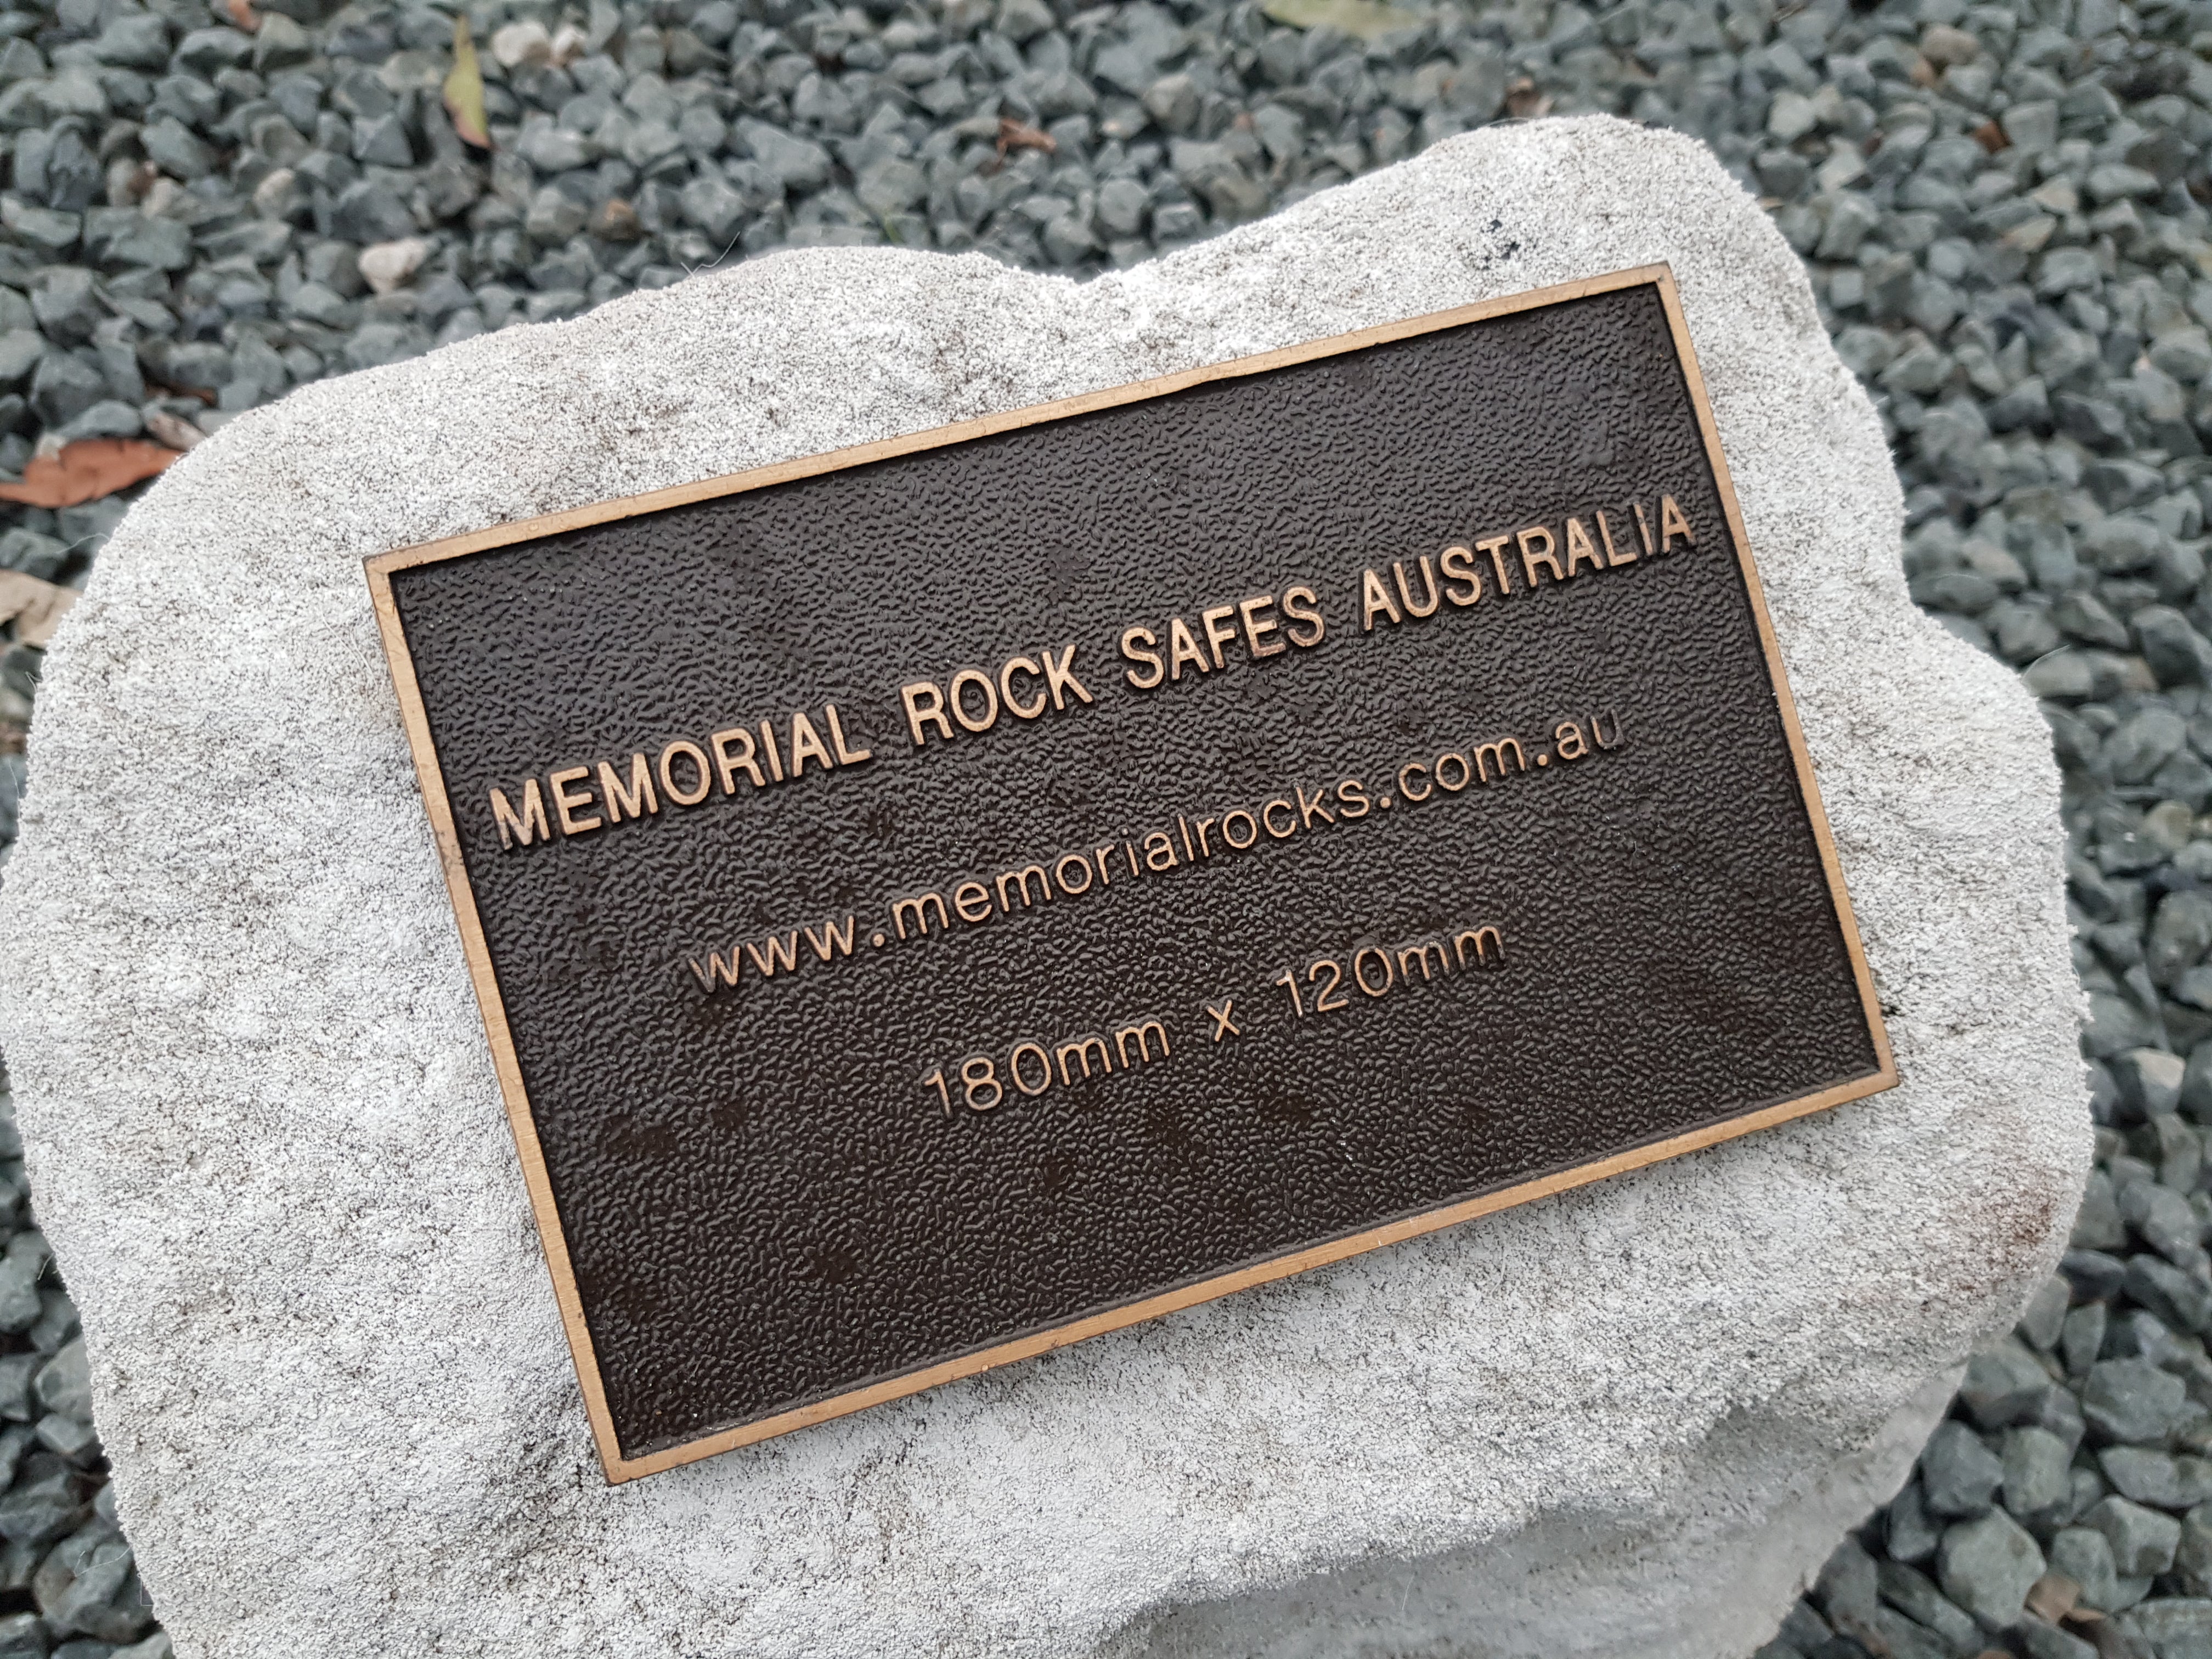 MEMORIAL ROCK SAFES AUSTRALIA
www.memorialrocks.com.au
180mm x 120mm